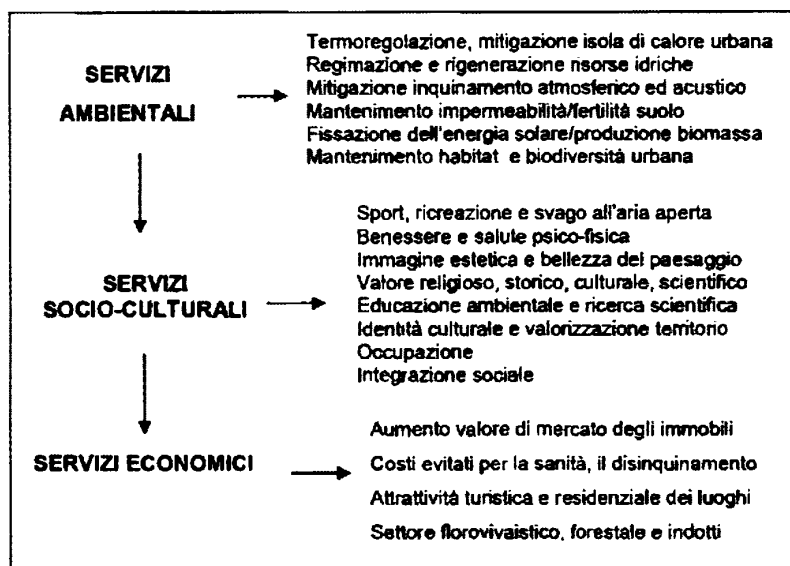 SERVIZI
AMBIENTALI
Termoregolazione, mitigazione isola di calore urbana
Regimazione e rigenerazione risorse idriche
Mitigazione inquinamento atmosferico ed acustico
Mantenimento impermeabilità/fertilità suolo
Fissazione dell'energia solare/produzione biomassa
Mantenimento habitat e biodiversità urbana
SERVIZI
SOCIO-CULTURALI
Sport, ricreazione e svago all'aria aperta
Benessere e salute psico-fisica
Immagine estetica e bellezza del paesaggio
Valore religioso, storico, culturale, scientifico
Educazione ambientale e ricerca scientifica
Identità culturale e valorizzazione territorio
Occupazione
Integrazione sociale
SERVIZI ECONOMICI
Aumento valore di mercato degli immobili
Costi evitati per la sanità, il disinquinamento
Attrattività turistica e residenziale dei luoghi
Settore florovivaistico, forestale e indotti